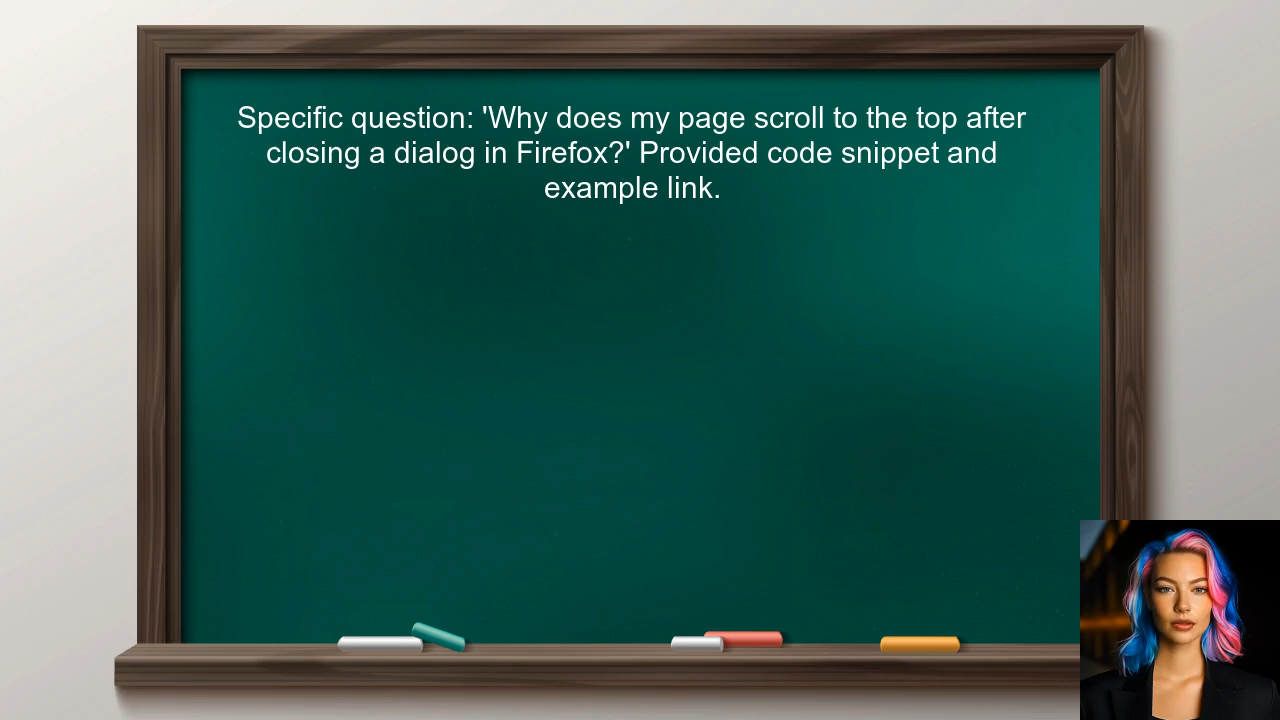 Specific question: 'Why does my page scroll to the top after
closing a dialog in Firefox?' Provided code snippet and
example link.